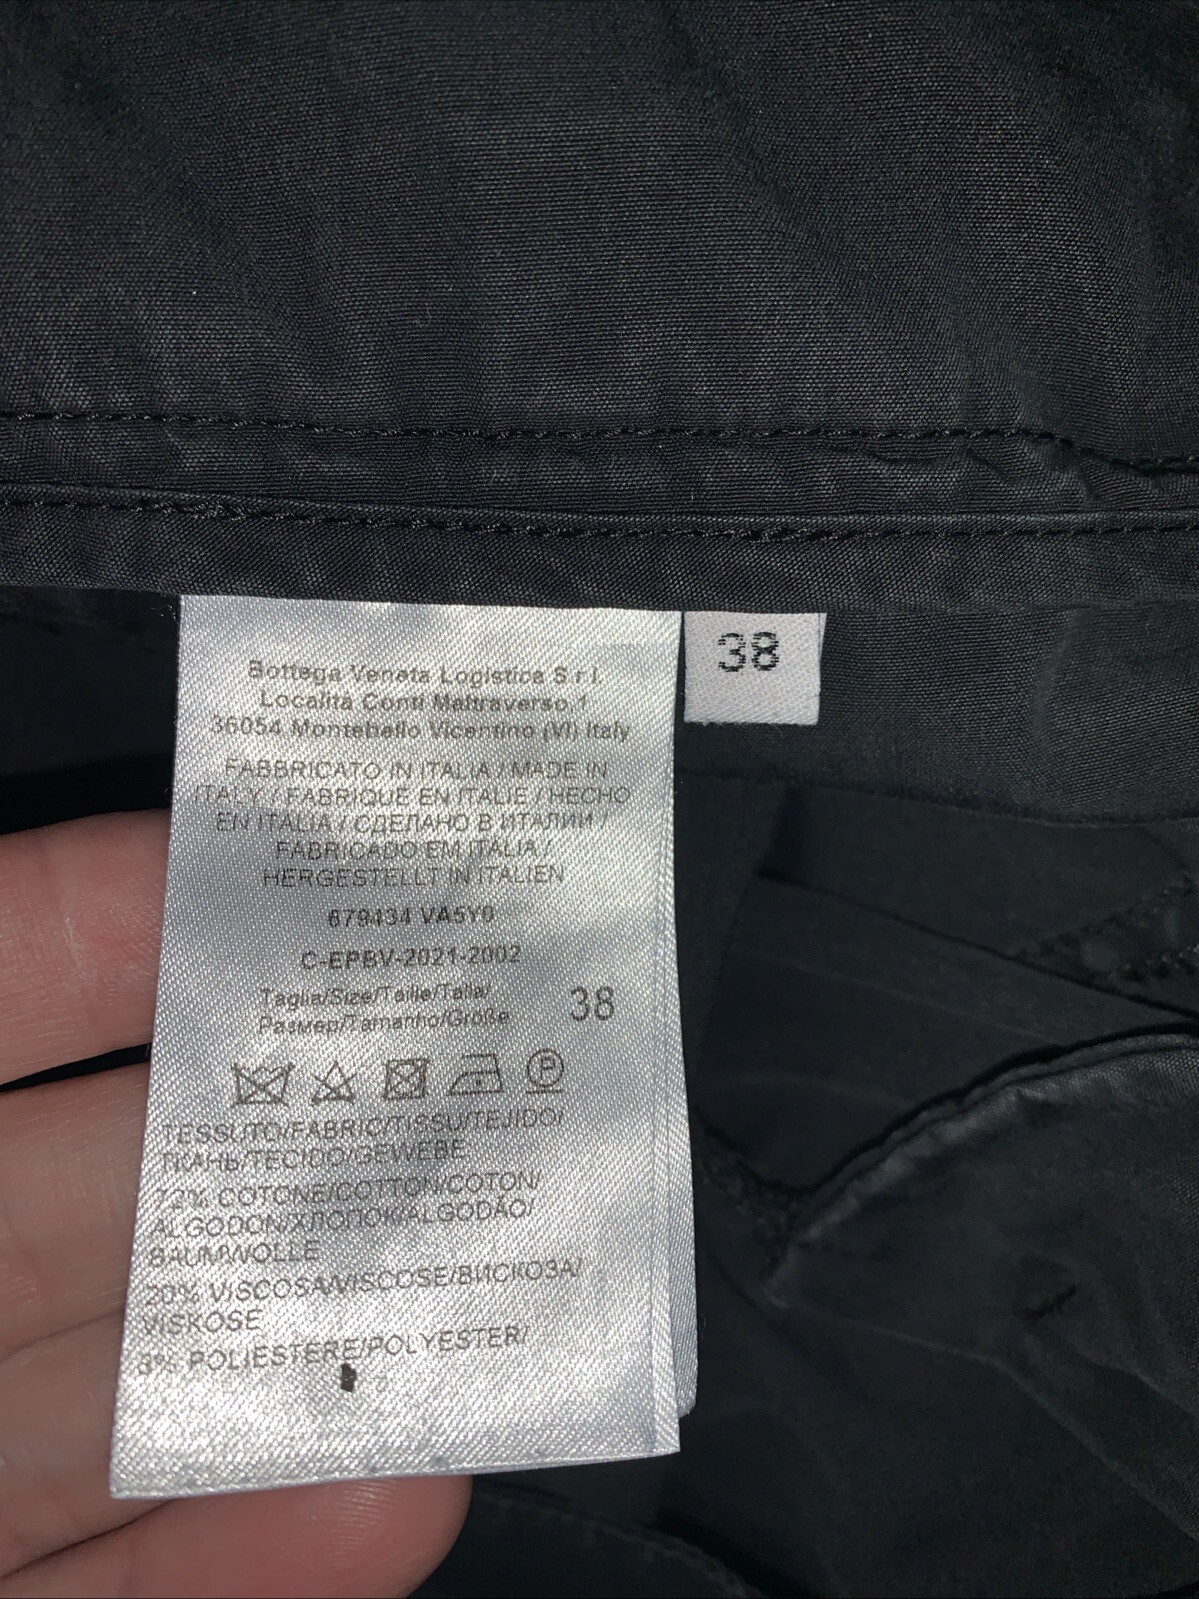 38
Bottega Veneta Logistica S.r.l.
Localita Conti Maltraverso,1
36054 Montebello Vicentino (VI) Italy
FABBRICATO IN ITALIA / MADE IN
ITALY / FABRIQUE EN ITALIE / HECHO
EN ITALIA / СДЕЛАНО В ИТАЛИИ /
FABRICADO EM ITALIA /
HERGESTELLT IN ITALIEN
679434 VA5Y0
C-EPBV-2021-2002
Taglia/Size/Taille/Talla/
Размер/Tamanho/Größe 38
P
TESSUTO/FABRIC/TISSU/TEJIDO/
ТКАНЬ/TECIDO/GEWEBE
72% COTONE/COTTON/COTON/
ALGODON/ХЛОПОК/ALGODÃO/
BAUMWOLLE
20% VISCOSA/VISCOSE/ВИСКОЗА/
VISKOSE
8% POLIESTERE/POLYESTER/